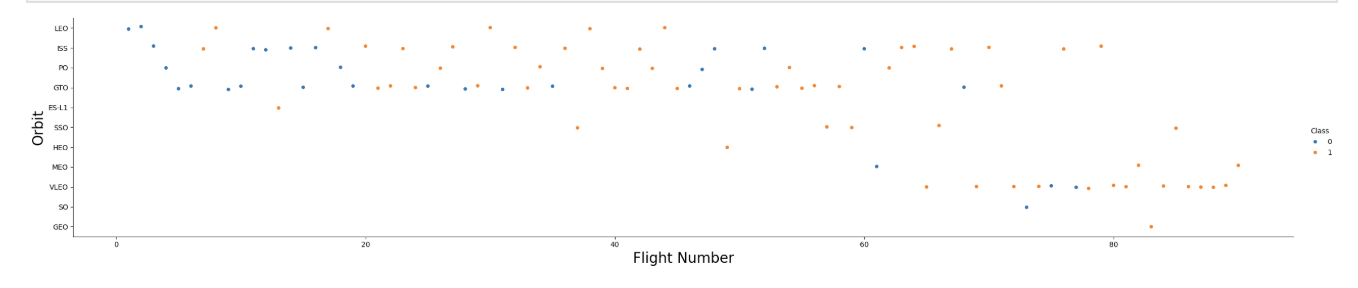 LEO
ISS
PO
GTO
ES-L1
SSO
HEO
MEO
VLEO
SO
GEO
Orbit
0 20 40 60 80
Flight Number
Class
0
1